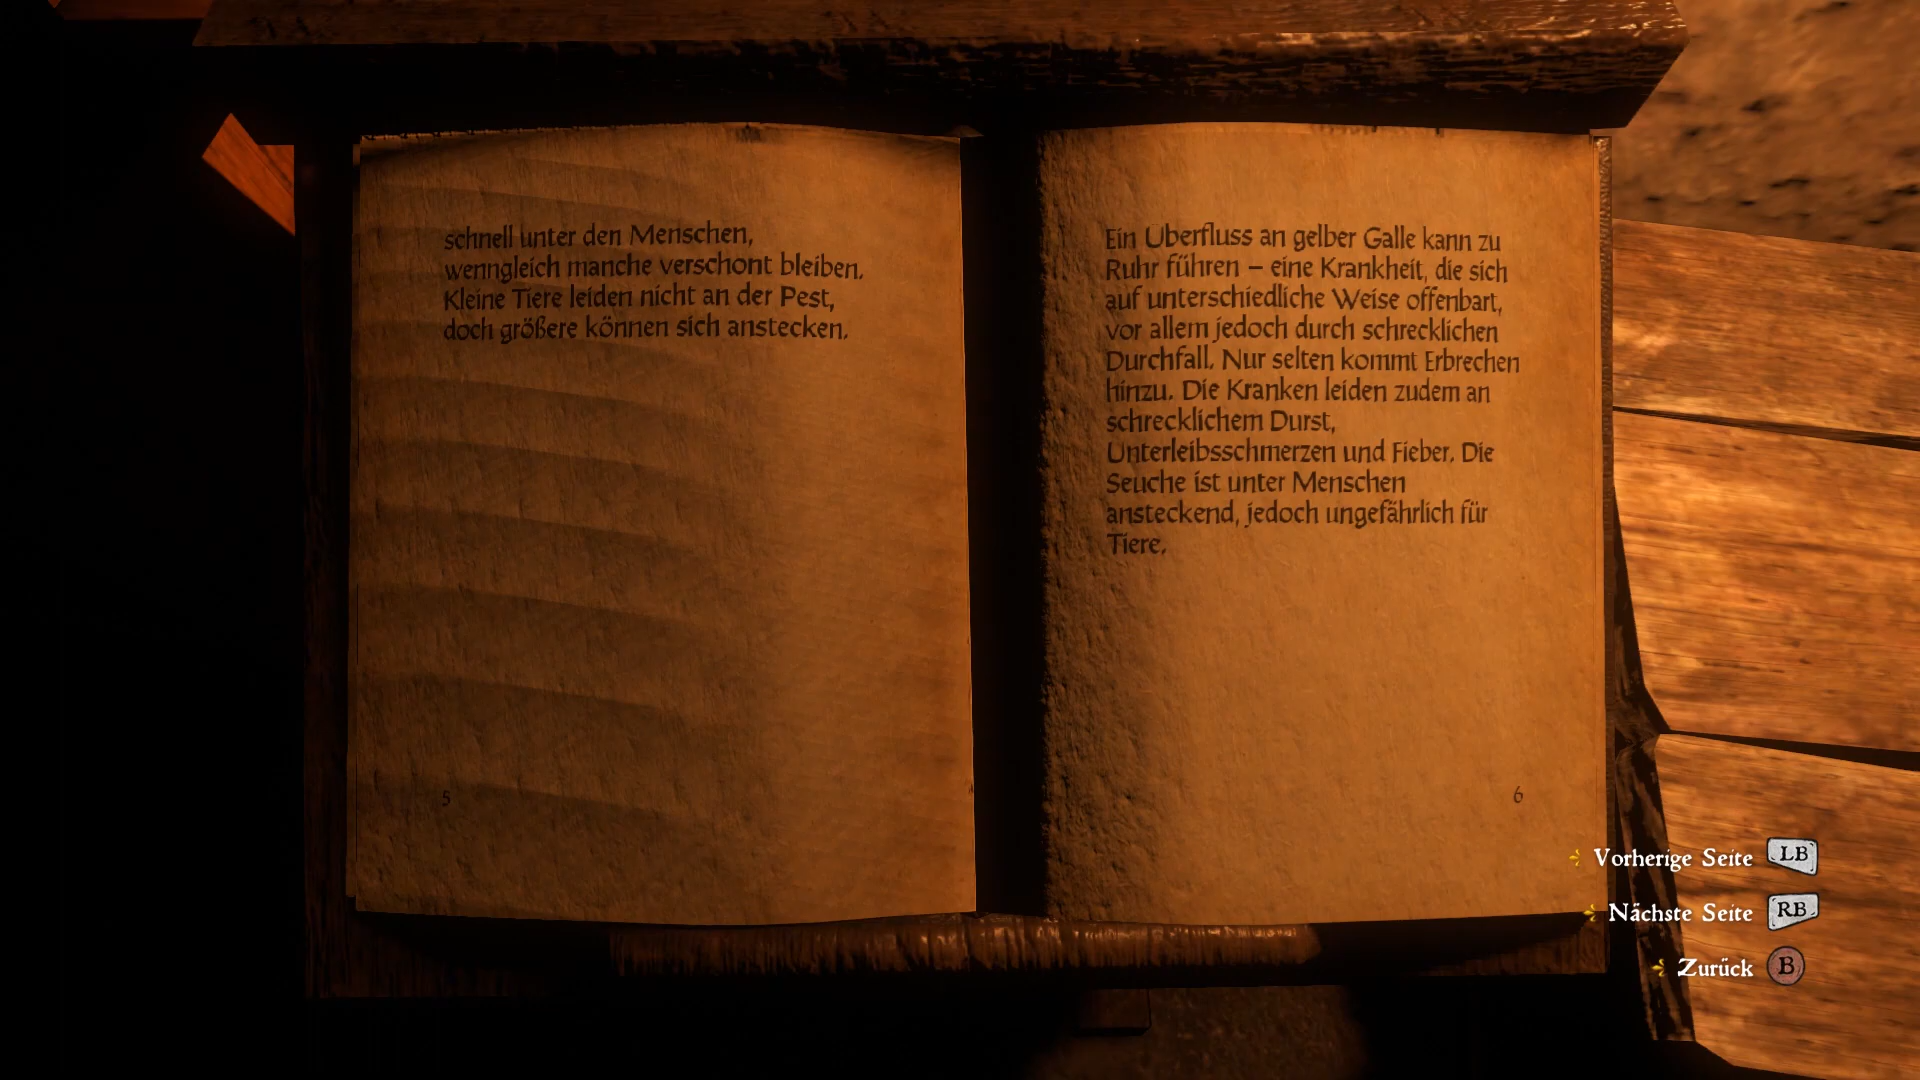 schnell unter den Menschen,
wenngleich manche verschont bleiben.
Kleine Tiere leiden nicht an der Pest,
doch größere können sich anstecken.
5
Ein Überfluss an gelber Galle kann zu
Ruhr führen – eine Krankheit, die sich
auf unterschiedliche Weise offenbart,
vor allem jedoch durch schrecklichen
Durchfall. Nur selten kommt Erbrechen
hinzu. Die Kranken leiden zudem an
schrecklichem Durst,
Unterleibsschmerzen und Fieber. Die
Seuche ist unter Menschen
ansteckend, jedoch ungefährlich für
Tiere.
6
Vorherige Seite LB
Nächste Seite RB
Zurück B